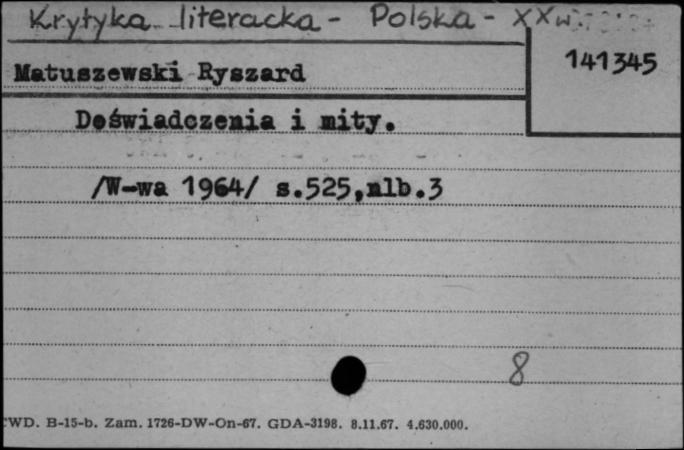 Krytyka literacka - Polska - XX w.
141345
Matuszewski Ryszard
Doświadczenia i mity.
/W-wa 1964/ s.525,nlb.3
8
WD. B-15-b. Zam. 1726-DW-On-67. GDA-3198. 8.11.67. 4.630.000.